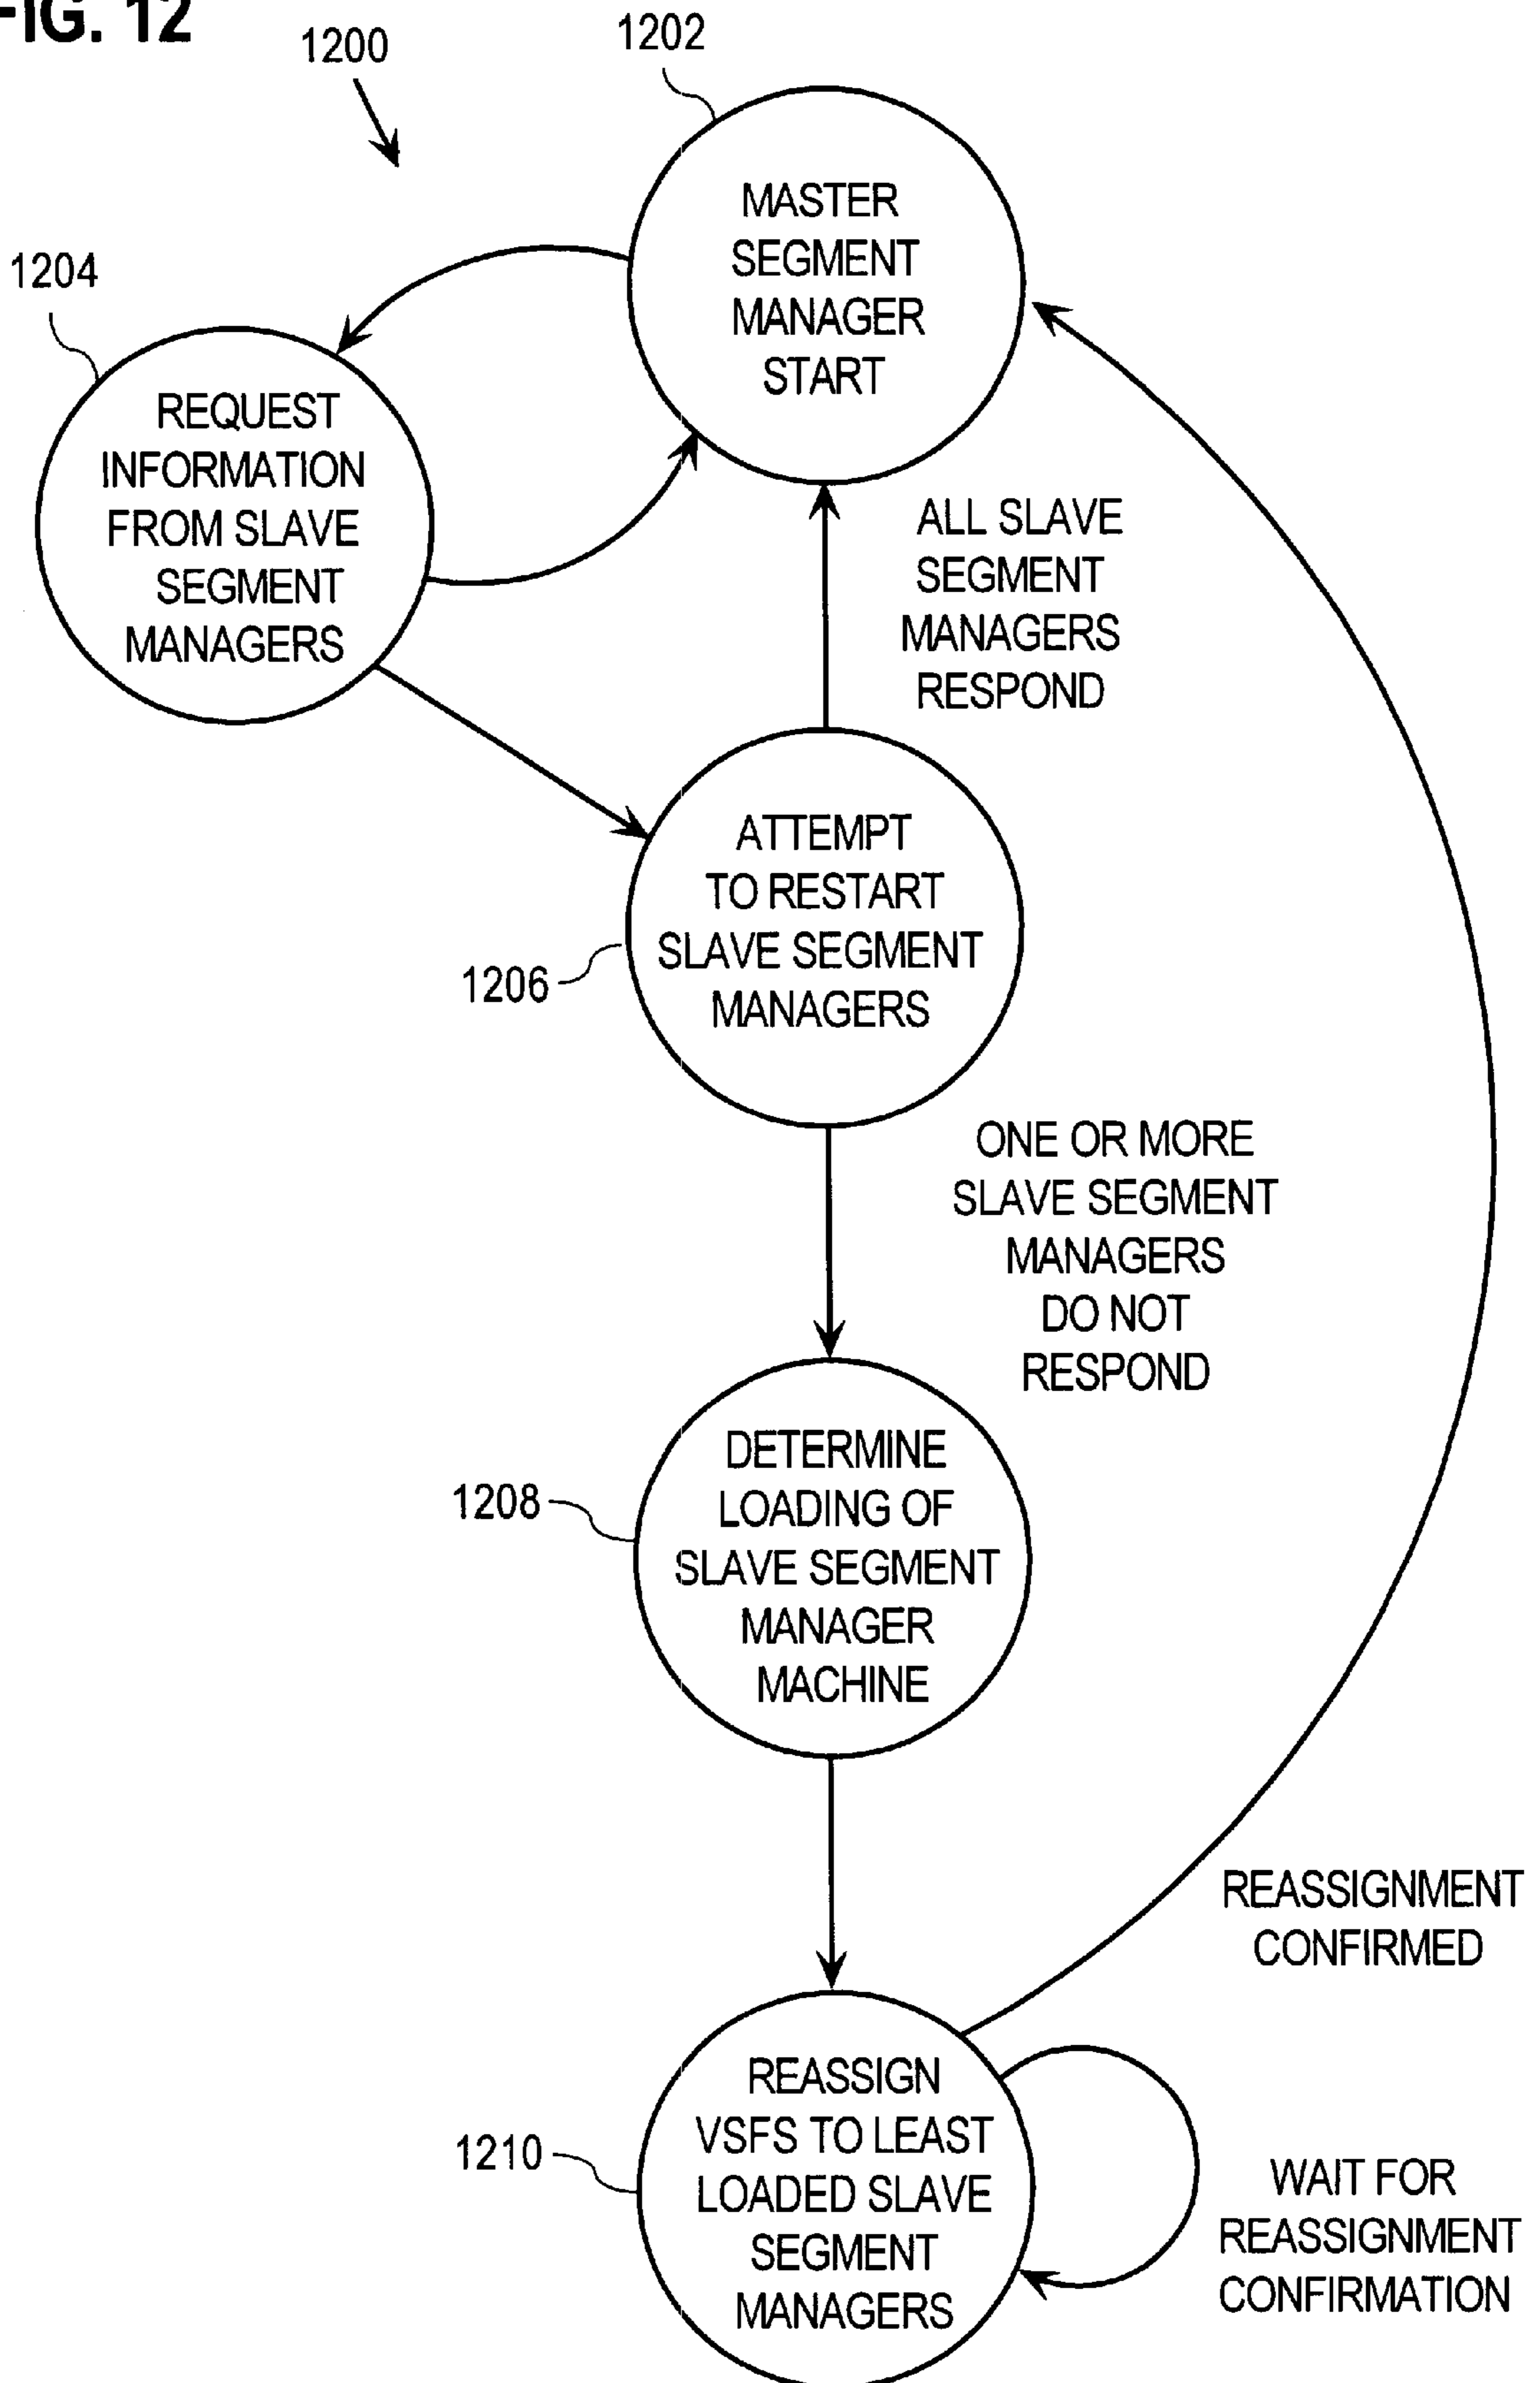 FIG. 12
1200
1202
MASTER
SEGMENT
MANAGER
START
1204
REQUEST
INFORMATION
FROM SLAVE
SEGMENT
MANAGERS
ALL SLAVE
SEGMENT
MANAGERS
RESPOND
ATTEMPT
TO RESTART
SLAVE SEGMENT
MANAGERS
1206
ONE OR MORE
SLAVE SEGMENT
MANAGERS
DO NOT
RESPOND
DETERMINE
LOADING OF
SLAVE SEGMENT
MANAGER
MACHINE
1208
REASSIGNMENT
CONFIRMED
REASSIGN
VSFS TO LEAST
LOADED SLAVE
SEGMENT
MANAGERS
1210
WAIT FOR
REASSIGNMENT
CONFIRMATION